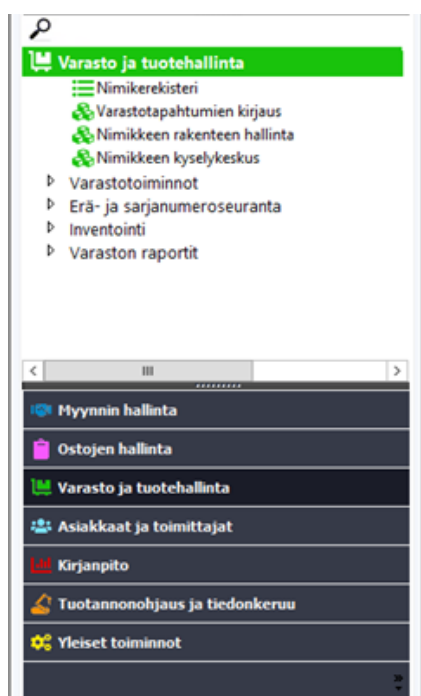 Varasto ja tuotehallinta
Nimikerekisteri
Varastotapahtumien kirjaus
Nimikkeen rakenteen hallinta
Nimikkeen kyselykeskus
Varastotoiminnot
Erä- ja sarjanumeroseuranta
Inventointi
Varaston raportit
Myynnin hallinta
Ostojen hallinta
Varasto ja tuotehallinta
Asiakkaat ja toimittajat
Kirjanpito
Tuotannonohjaus ja tiedonkeruu
Yleiset toiminnot